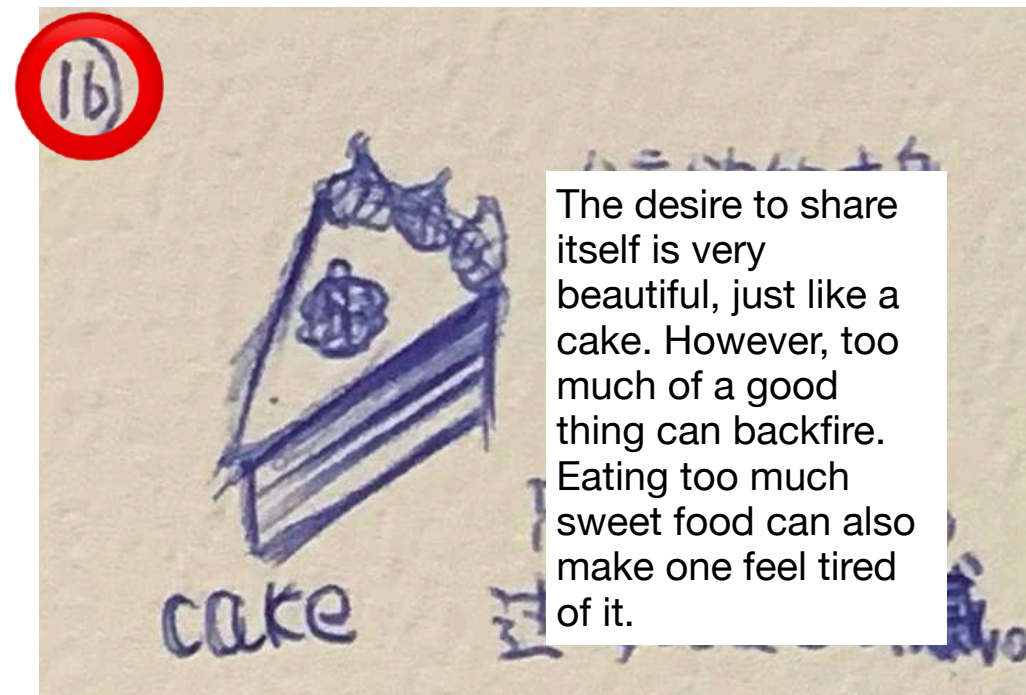 16)
The desire to share
itself is very
beautiful, just like a
cake. However, too
much of a good
thing can backfire.
Eating too much
sweet food can also
make one feel tired
of it.
cake